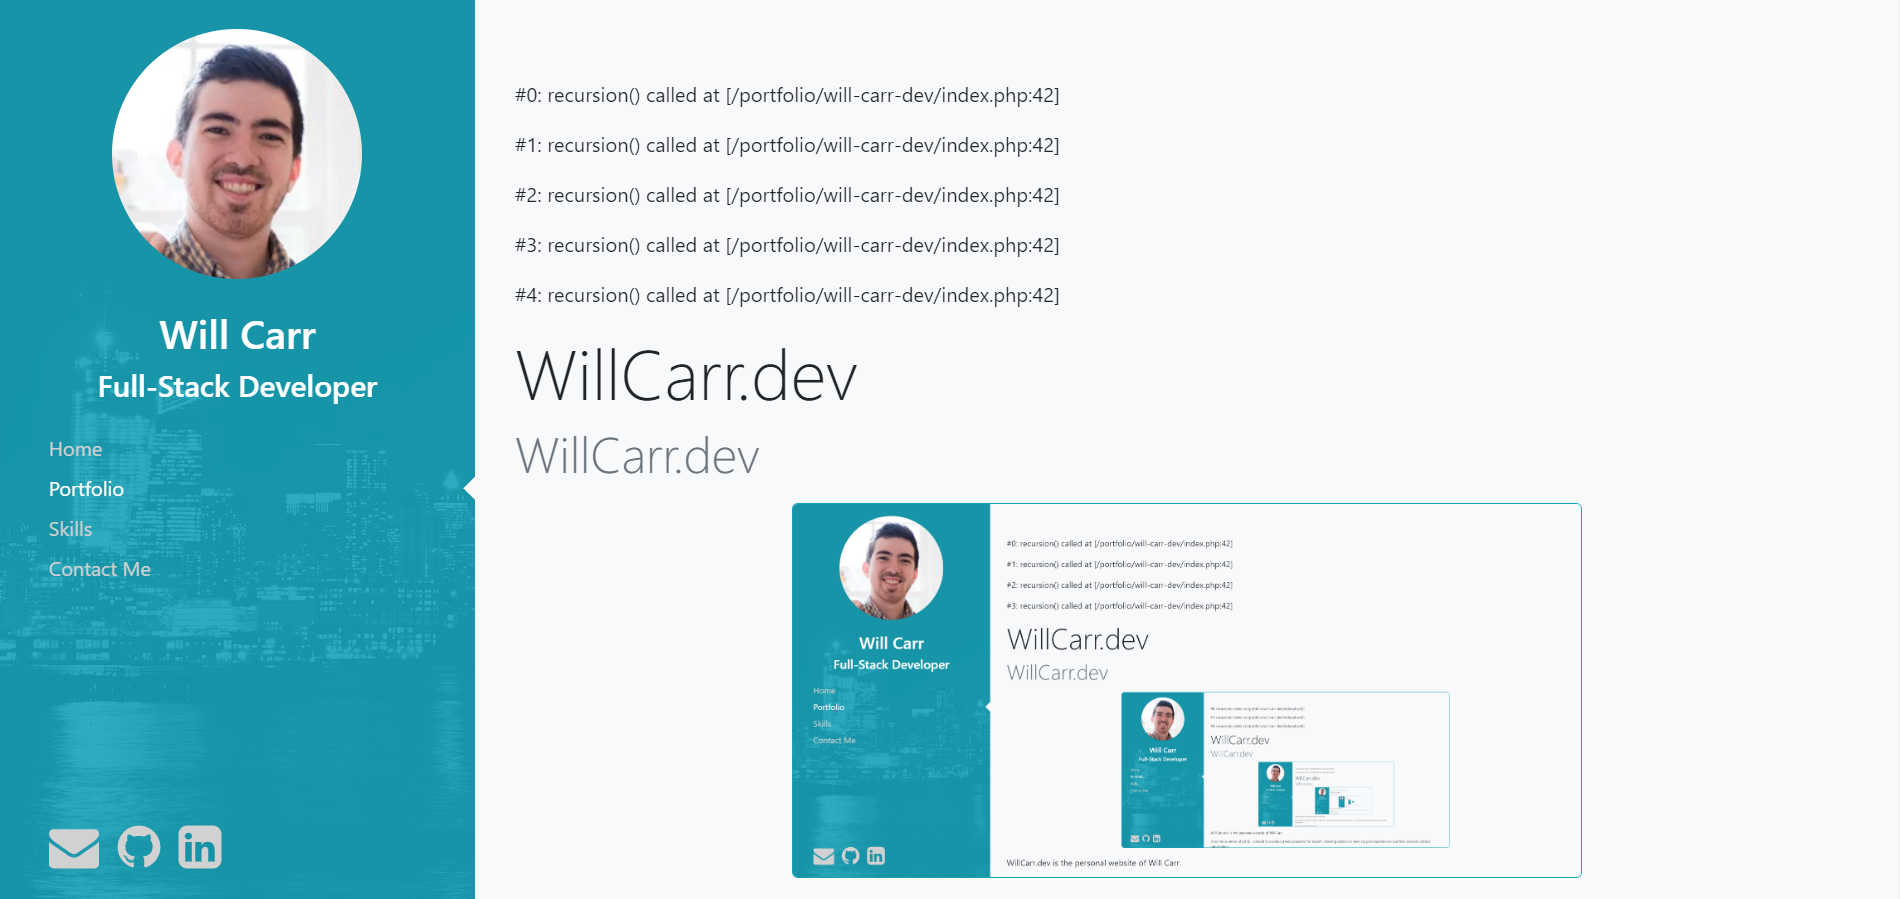 Will Carr
Full-Stack Developer
Home
Portfolio
Skills
Contact Me
#0: recursion() called at [/portfolio/will-carr-dev/index.php:42]
#1: recursion() called at [/portfolio/will-carr-dev/index.php:42]
#2: recursion() called at [/portfolio/will-carr-dev/index.php:42]
#3: recursion() called at [/portfolio/will-carr-dev/index.php:42]
#4: recursion() called at [/portfolio/will-carr-dev/index.php:42]
WillCarr.dev
WillCarr.dev
Will Carr
Full-Stack Developer
Home
Portfolio
Skills
Contact Me
#0: recursion() called at [/portfolio/will-carr-dev/index.php:42]
#1: recursion() called at [/portfolio/will-carr-dev/index.php:42]
#2: recursion() called at [/portfolio/will-carr-dev/index.php:42]
#3: recursion() called at [/portfolio/will-carr-dev/index.php:42]
WillCarr.dev
WillCarr.dev
Will Carr
Full-Stack Developer
WillCarr.dev
WillCarr.dev
WillCarr.dev is the personal website of Will Carr.